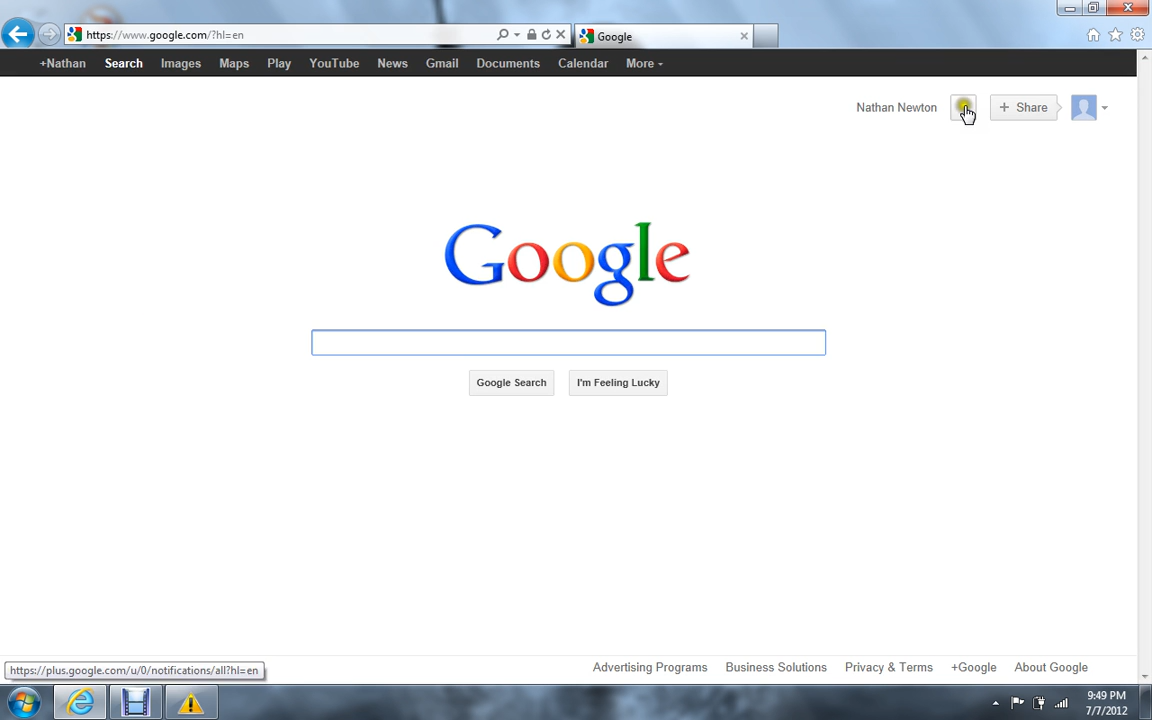 https://www.google.com/?hl=en
Google
+Nathan Search Images Maps Play YouTube News Gmail Documents Calendar More
Nathan Newton + Share
Google
Google Search I'm Feeling Lucky
https://plus.google.com/u/0/notifications/all?hl=en
Advertising Programs Business Solutions Privacy & Terms +Google About Google
9:49 PM
7/7/2012